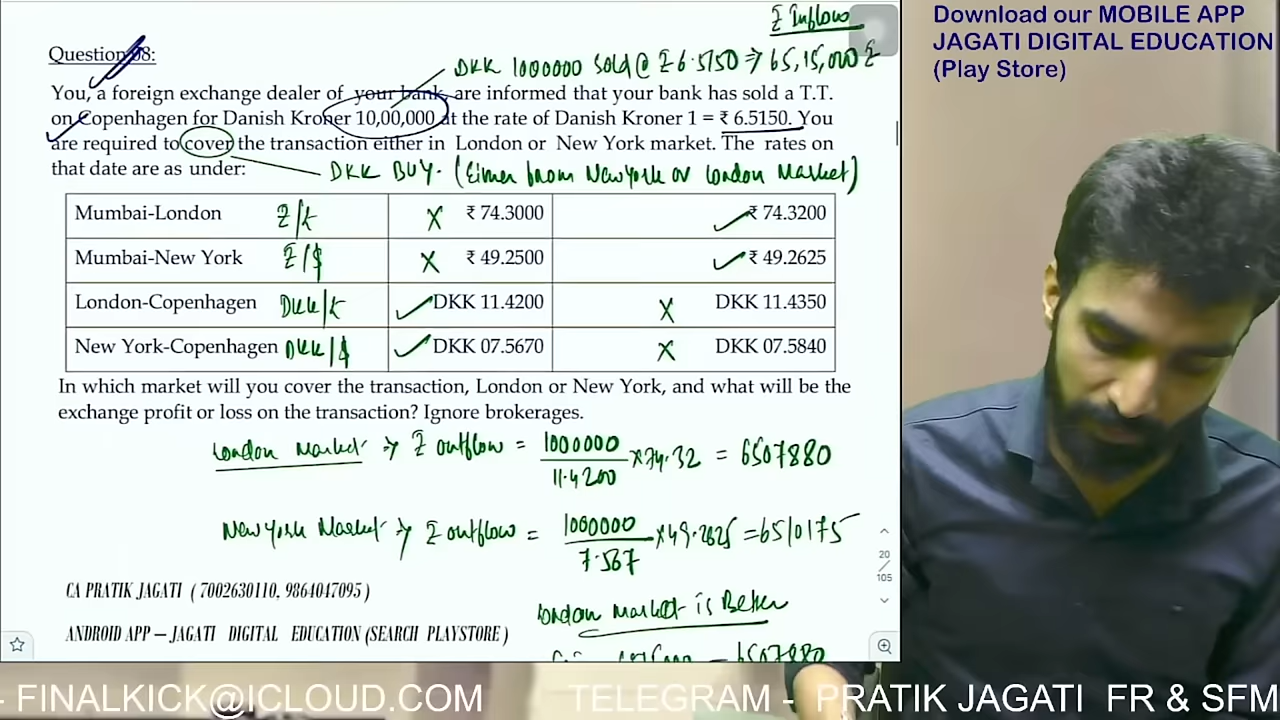 ₹ Inflow
Download our MOBILE APP
JAGATI DIGITAL EDUCATION
(Play Store)
Question 08:
DKK 1000000 sold @ ₹6.5150 ⇒ 65,15,000 ₹
You, a foreign exchange dealer of your bank, are informed that your bank has sold a T.T.
on Copenhagen for Danish Kroner 10,00,000 at the rate of Danish Kroner 1 = ₹ 6.5150. You
are required to cover the transaction either in London or New York market. The rates on
that date are as under:
DKK BUY. (Either from Newyork or London Market)
Mumbai-London ₹/£ X ₹ 74.3000 ₹ 74.3200
Mumbai-New York ₹/$ X ₹ 49.2500 ₹ 49.2625
London-Copenhagen DKK/£ DKK 11.4200 X DKK 11.4350
New York-Copenhagen DKK/$ DKK 07.5670 X DKK 07.5840
In which market will you cover the transaction, London or New York, and what will be the
exchange profit or loss on the transaction? Ignore brokerages.
London Market → ₹ outflow = 1000000/11.4200 × 74.32 = 6507880
New York Market → ₹ outflow = 1000000/7.567 × 49.2625 = 6510175
London Market is Better
6507880
20
/
105
CA PRATIK JAGATI ( 7002630110, 9864047095 )
ANDROID APP – JAGATI DIGITAL EDUCATION (SEARCH PLAYSTORE )
- FINALKICK@ICLOUD.COM TELEGRAM - PRATIK JAGATI FR & SFM